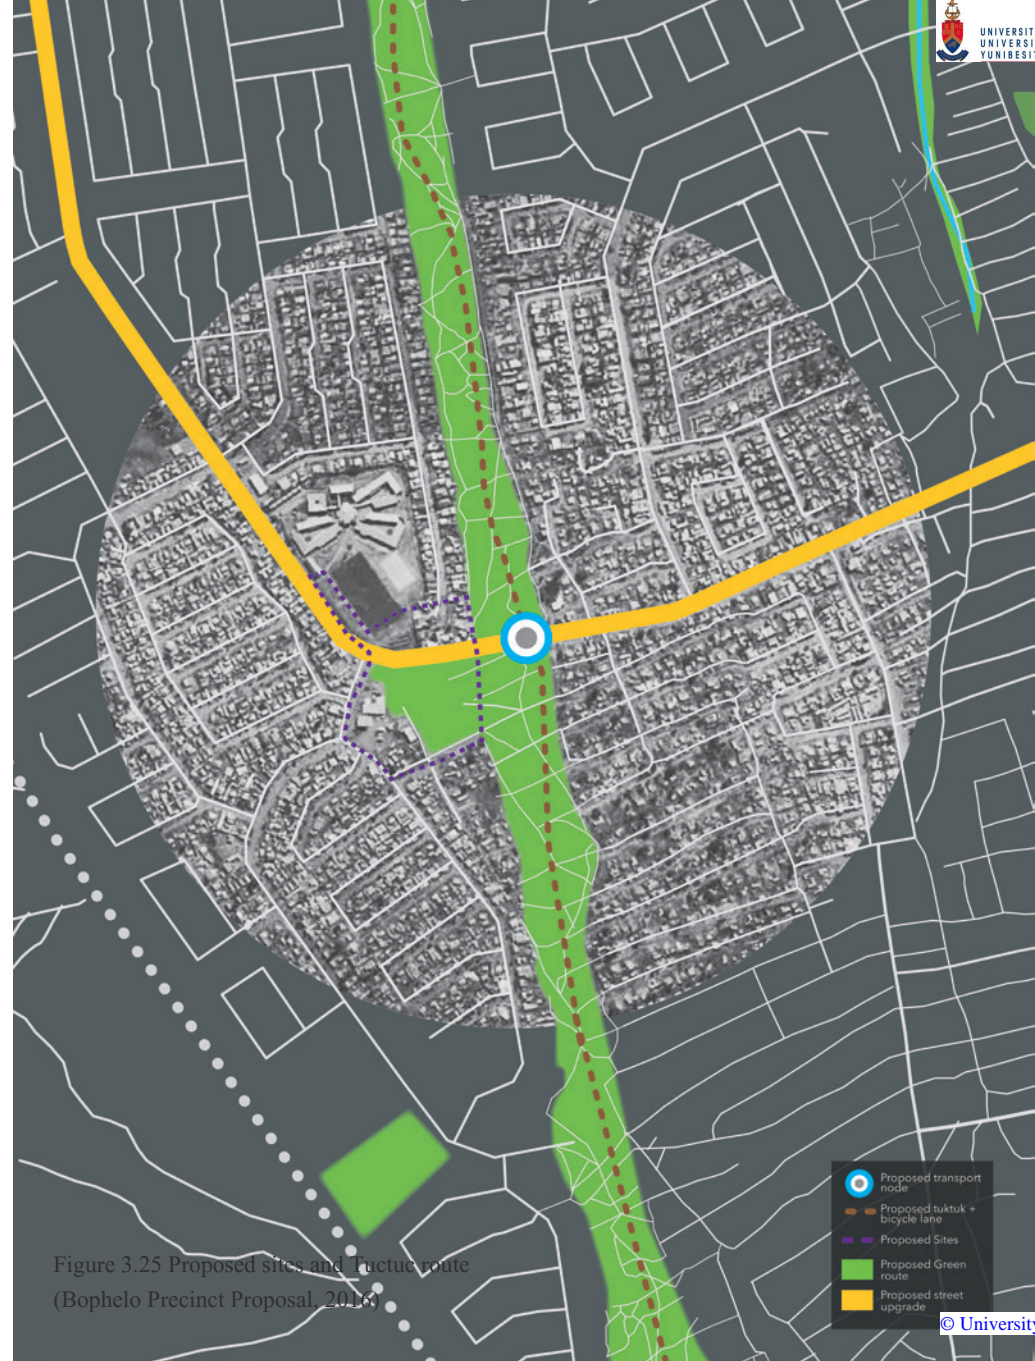 UNIVERSIT
UNIVERSI
YUNIBESI
Proposed transport
node
Proposed tuktuk +
bicycle lane
Proposed Sites
Proposed Green
route
Proposed street
upgrade
Figure 3.25 Proposed sites and Tuctuc route
(Bophelo Precinct Proposal, 2016)
© University